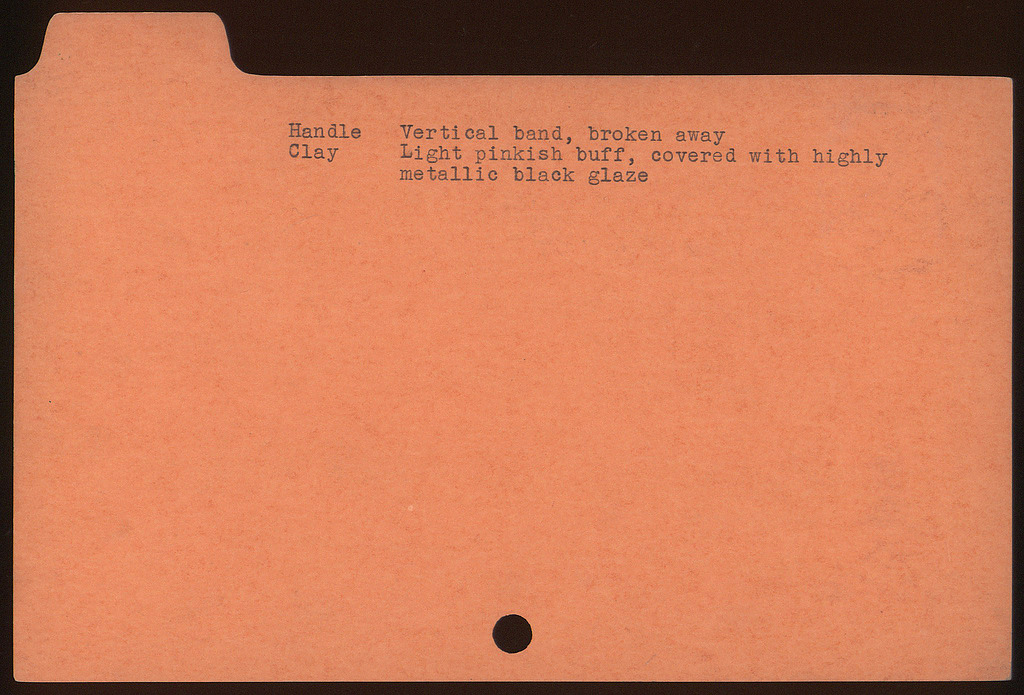 Handle Vertical band, broken away
Clay Light pinkish buff, covered with highly
metallic black glaze